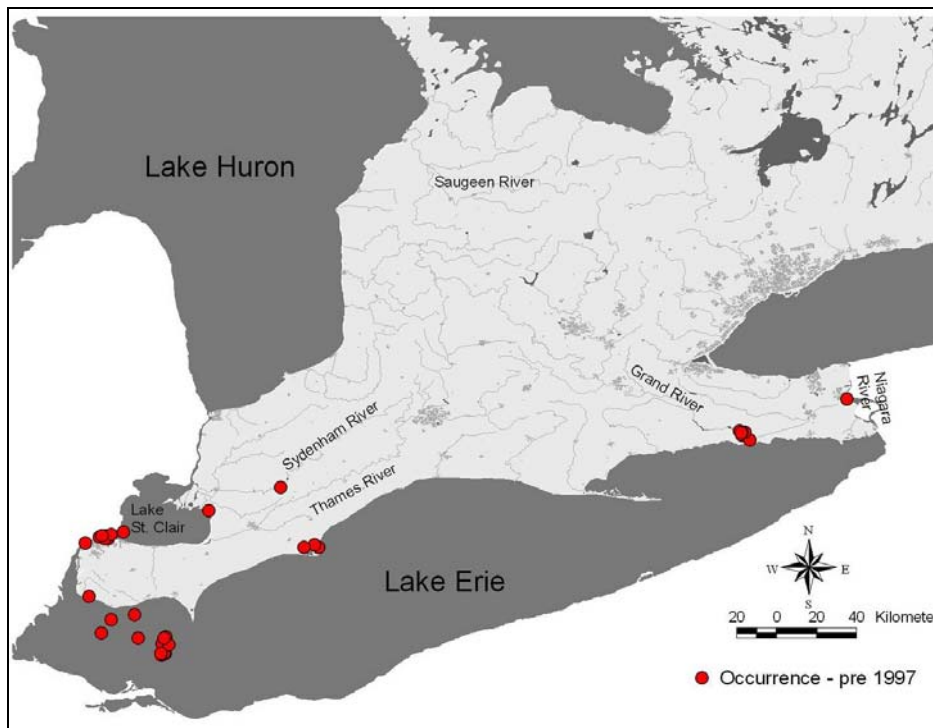 Lake Huron
Saugeen River
Grand River
Niagara
River
Sydenham River
Thames River
Lake
St. Clair
Lake Erie
N
W E
S
20 0 20 40 Kilomete
Occurrence - pre 1997